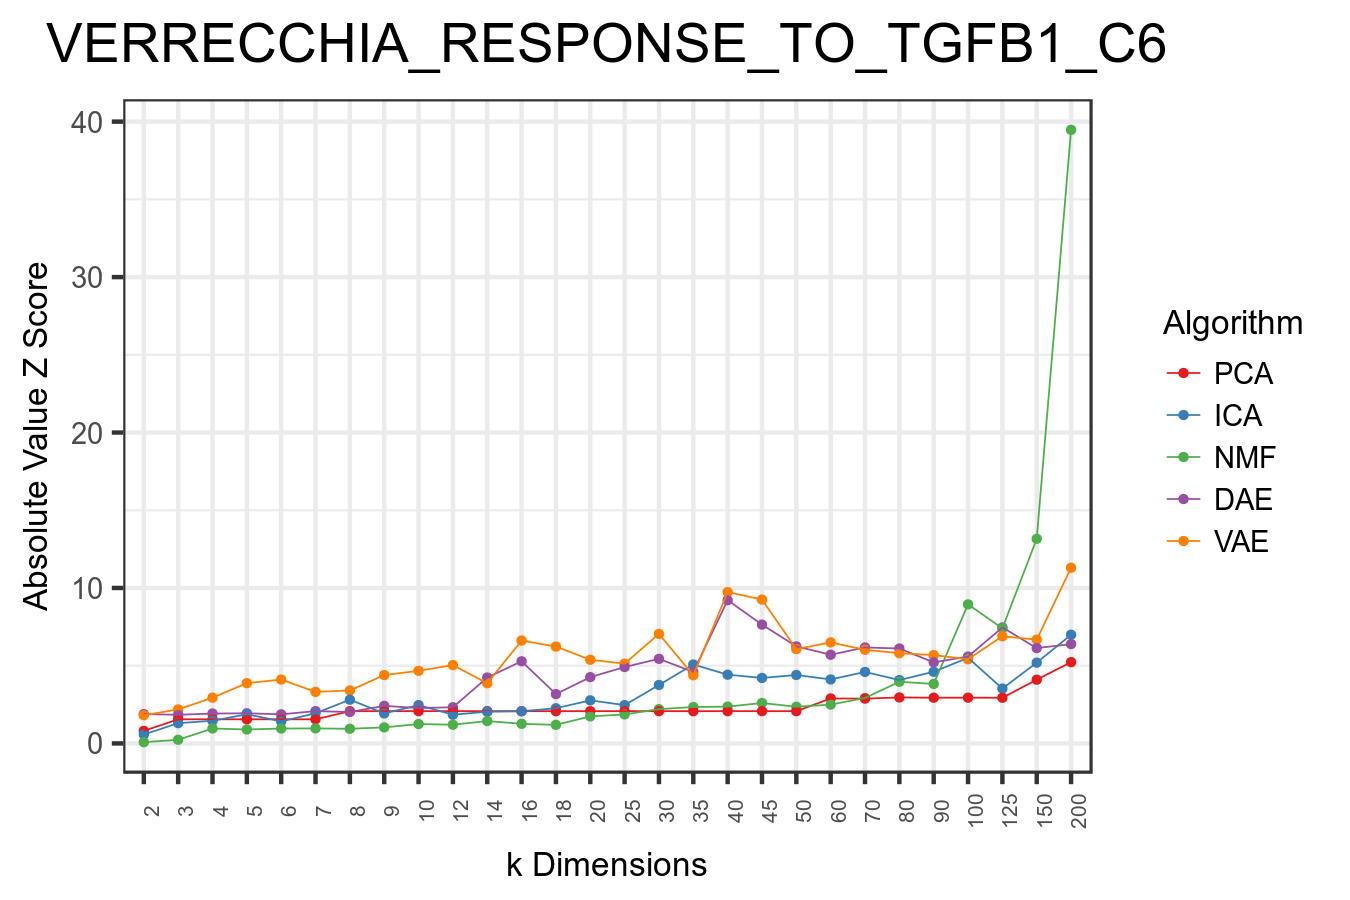 VERRECCHIA_RESPONSE_TO_TGFB1_C6
Absolute Value Z Score
40
30
20
10
0
2 3 4 5 6 7 8 9 10 12 14 16 18 20 25 30 35 40 45 50 60 70 80 90 100 125 150 200
k Dimensions
Algorithm
PCA
ICA
NMF
DAE
VAE